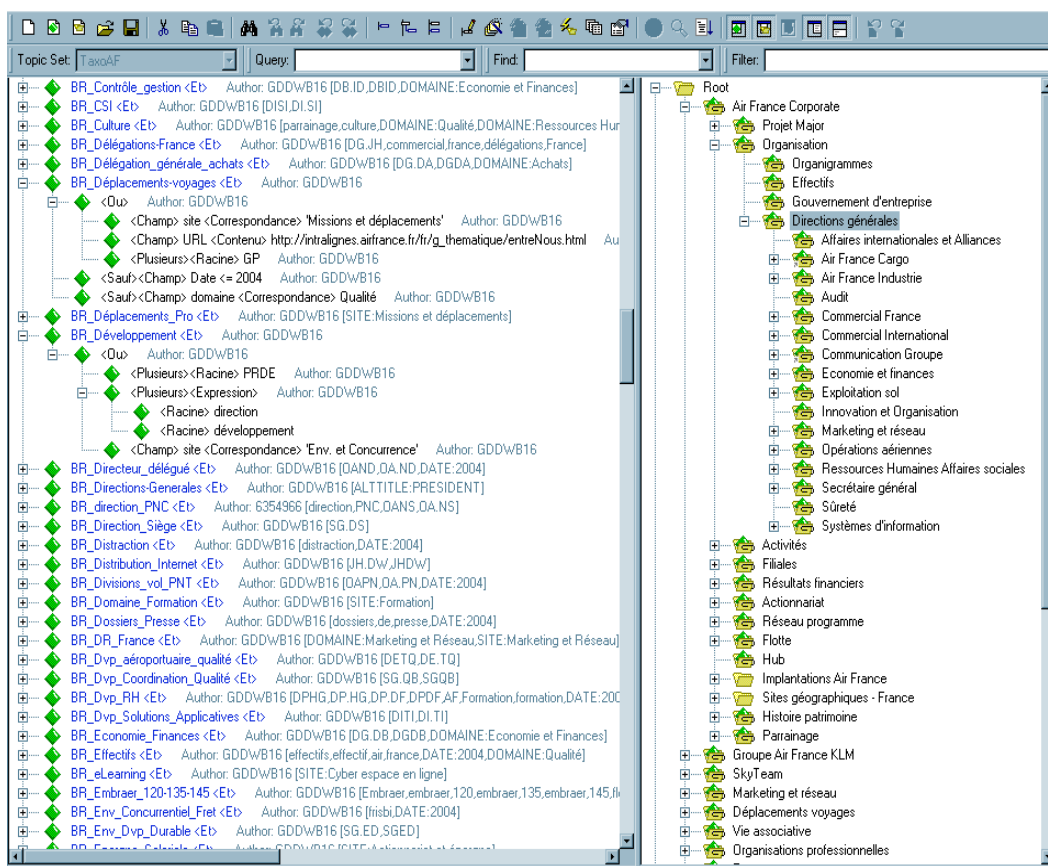 Topic Set: TaxoAF Query: Find: Filter:
BR_Contrôle_gestion <Et> Author: GDDWB16 [DB.ID,DBID,DOMAINE:Economie et Finances]
BR_CSI <Et> Author: GDDWB16 [DISI,DI.SI]
BR_Culture <Et> Author: GDDWB16 [parrainage,culture,DOMAINE:Qualité,DOMAINE:Ressources Hur
BR_Délégations-France <Et> Author: GDDWB16 [DG.JH,commercial,france,délégations,France]
BR_Délégation_générale_achats <Et> Author: GDDWB16 [DG.DA,DGDA,DOMAINE:Achats]
BR_Déplacements-voyages <Et> Author: GDDWB16
<Ou> Author: GDDWB16
<Champ> site <Correspondance> 'Missions et déplacements' Author: GDDWB16
<Champ> URL <Contenu> http://intralignes.airfrance.fr/fr/g_thematique/entreNous.html Au
<Plusieurs><Racine> GP Author: GDDWB16
<Sauf><Champ> Date <= 2004 Author: GDDWB16
<Sauf><Champ> domaine <Correspondance> Qualité Author: GDDWB16
BR_Déplacements_Pro <Et> Author: GDDWB16 [SITE:Missions et déplacements]
BR_Développement <Et> Author: GDDWB16
<Ou> Author: GDDWB16
<Plusieurs><Racine> PRDE Author: GDDWB16
<Plusieurs><Expression> Author: GDDWB16
<Racine> direction
<Racine> développement
<Champ> site <Correspondance> 'Env. et Concurrence' Author: GDDWB16
BR_Directeur_délégué <Et> Author: GDDWB16 [OAND,OA.ND,DATE:2004]
BR_Directions-Generales <Et> Author: GDDWB16 [ALTTITLE:PRESIDENT]
BR_direction_PNC <Et> Author: 6354966 [direction,PNC,OANS,OA.NS]
BR_Direction_Siège <Et> Author: GDDWB16 [SG.DS]
BR_Distraction <Et> Author: GDDWB16 [distraction,DATE:2004]
BR_Distribution_Internet <Et> Author: GDDWB16 [JH.DW,JHDW]
BR_Divisions_vol_PNT <Et> Author: GDDWB16 [OAPN,OA.PN,DATE:2004]
BR_Domaine_Formation <Et> Author: GDDWB16 [SITE:Formation]
BR_Dossiers_Presse <Et> Author: GDDWB16 [dossiers,de,presse,DATE:2004]
BR_DR_France <Et> Author: GDDWB16 [DOMAINE:Marketing et Réseau,SITE:Marketing et Réseau]
BR_Dvp_aéroportuaire_qualité <Et> Author: GDDWB16 [DETQ,DE.TQ]
BR_Dvp_Coordination_Qualité <Et> Author: GDDWB16 [SG.QB,SGQB]
BR_Dvp_RH <Et> Author: GDDWB16 [DPHG,DP.HG,DP.DF,DPDF,AF,Formation,formation,DATE:200
BR_Dvp_Solutions_Applicatives <Et> Author: GDDWB16 [DITI,DI.TI]
BR_Economie_Finances <Et> Author: GDDWB16 [DG.DB,DGDB,DOMAINE:Economie et Finances]
BR_Effectifs <Et> Author: GDDWB16 [effectifs,effectif,air,france,DATE:2004,DOMAINE:Qualité]
BR_eLearning <Et> Author: GDDWB16 [SITE:Cyber espace en ligne]
BR_Embraer_120-135-145 <Et> Author: GDDWB16 [Embraer,embraer,120,embraer,135,embraer,145,fl
BR_Env_Concurrentiel_Fret <Et> Author: GDDWB16 [frisbi,DATE:2004]
BR_Env_Dvp_Durable <Et> Author: GDDWB16 [SG.ED,SGED]
Root
Air France Corporate
Projet Major
Organisation
Organigrammes
Effectifs
Gouvernement d'entreprise
Directions générales
Affaires internationales et Alliances
Air France Cargo
Air France Industrie
Audit
Commercial France
Commercial International
Communication Groupe
Economie et finances
Exploitation sol
Innovation et Organisation
Marketing et réseau
Opérations aériennes
Ressources Humaines Affaires sociales
Secrétaire général
Sûreté
Systèmes d'information
Activités
Filiales
Résultats financiers
Actionnariat
Réseau programme
Flotte
Hub
Implantations Air France
Sites géographiques - France
Histoire patrimoine
Parrainage
Groupe Air France KLM
SkyTeam
Marketing et réseau
Déplacements voyages
Vie associative
Organisations professionnelles